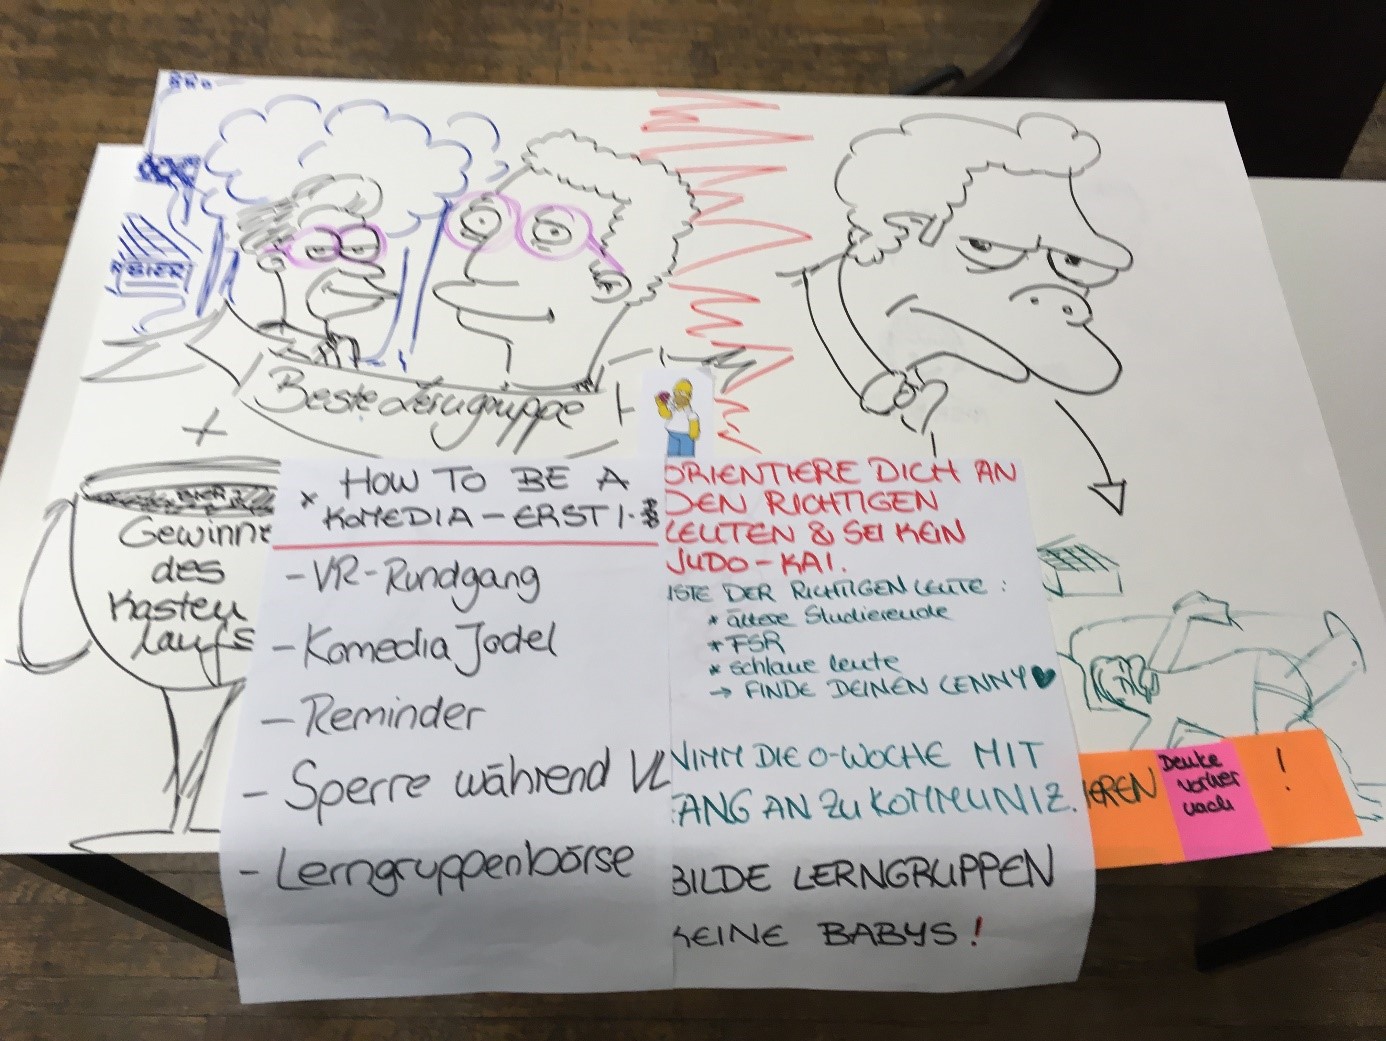 BIER
Beste Lerngruppe
+
BIER
Gewinne
des
Kasten
laufs
* HOW TO BE A
KOMEDIA-ERSTI
- VR-Rundgang
- Komedia Jodel
- Reminder
- Sperre während VL
- Lerngruppenbörse
ORIENTIERE DICH AN
DEN RICHTIGEN
LEUTEN & SEI KEIN
JUDO-KAI.
ISTE DER RICHTIGEN LEUTE:
* ältere Studierende
* FSR
* schlaue leute
→ FINDE DEINEN LENNY ♥
NIMM DIE O-WOCHE MIT
FANG AN ZU KOMMUNIZ.
IEREN
Denke
vorher
nach
!
BILDE LERNGRUPPEN
KEINE BABYS!